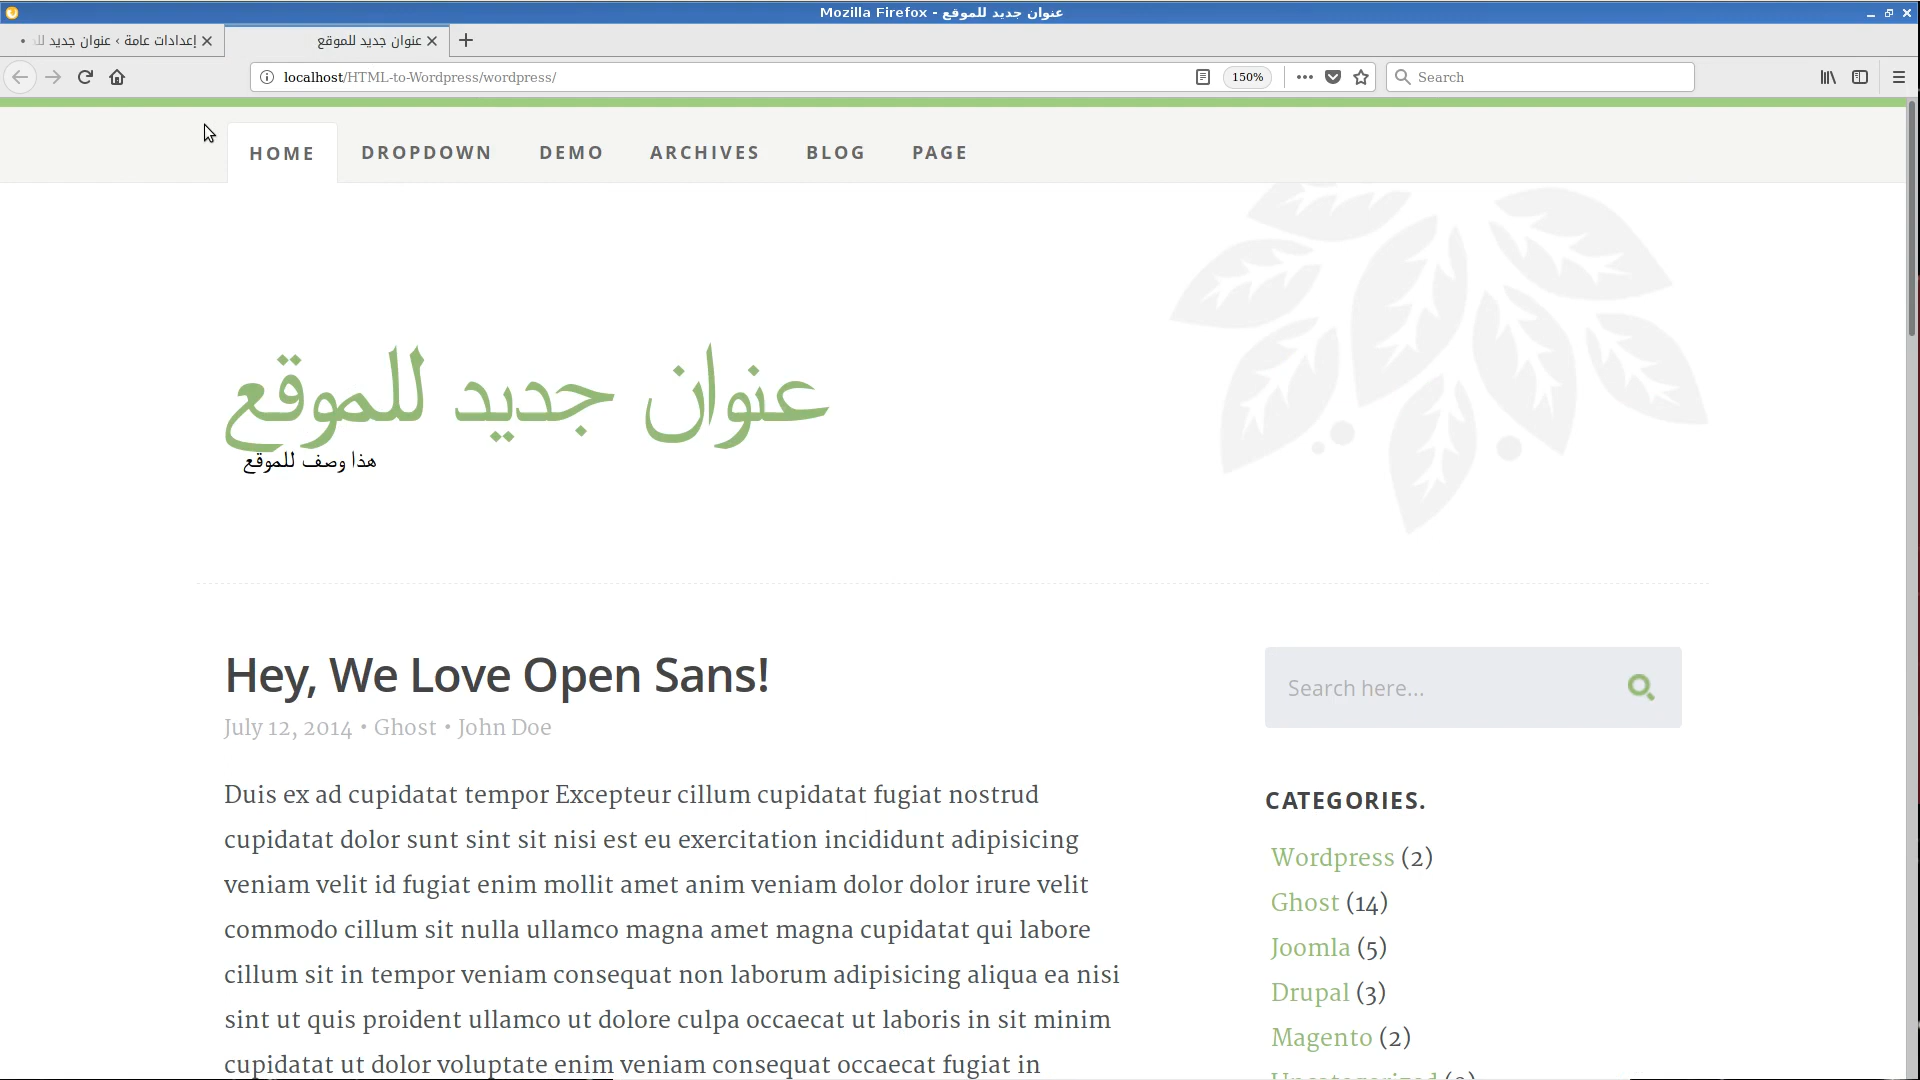 عنوان جديد للموقع - Mozilla Firefox
إعدادات عامة ‹ عنوان جديد
عنوان جديد للموقع
localhost/HTML-to-Wordpress/wordpress/
150%
Search
HOME
DROPDOWN
DEMO
ARCHIVES
BLOG
PAGE
عنوان جديد للموقع
هذا وصف للموقع
Hey, We Love Open Sans!
July 12, 2014 • Ghost • John Doe
Duis ex ad cupidatat tempor Excepteur cillum cupidatat fugiat nostrud
cupidatat dolor sunt sint sit nisi est eu exercitation incididunt adipisicing
veniam velit id fugiat enim mollit amet anim veniam dolor dolor irure velit
commodo cillum sit nulla ullamco magna amet magna cupidatat qui labore
cillum sit in tempor veniam consequat non laborum adipisicing aliqua ea nisi
sint ut quis proident ullamco ut dolore culpa occaecat ut laboris in sit minim
cupidatat ut dolor voluptate enim veniam consequat occaecat fugiat in
Search here...
CATEGORIES.
Wordpress (2)
Ghost (14)
Joomla (5)
Drupal (3)
Magento (2)